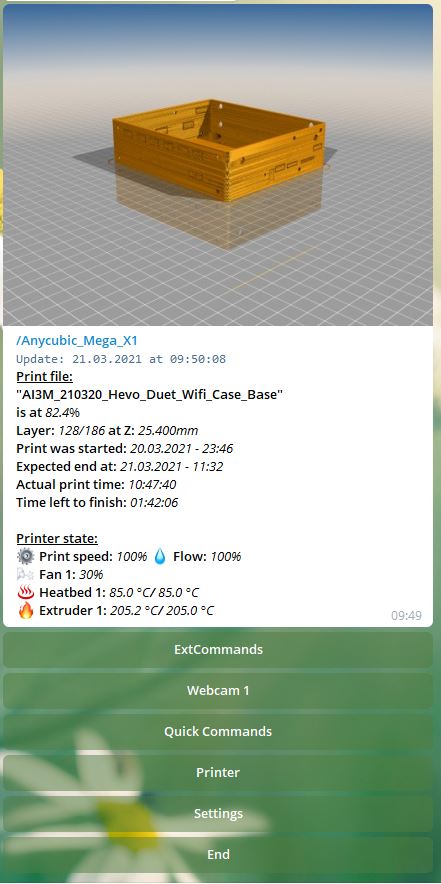 /Anycubic_Mega_X1
Update: 21.03.2021 at 09:50:08
Print file:
"AI3M_210320_Hevo_Duet_Wifi_Case_Base"
is at 82.4%
Layer: 128/186 at Z: 25.400mm
Print was started: 20.03.2021 - 23:46
Expected end at: 21.03.2021 - 11:32
Actual print time: 10:47:40
Time left to finish: 01:42:06
Printer state:
Print speed: 100% Flow: 100%
Fan 1: 30%
Heatbed 1: 85.0 °C/ 85.0 °C
Extruder 1: 205.2 °C/ 205.0 °C
09:49
ExtCommands
Webcam 1
Quick Commands
Printer
Settings
End